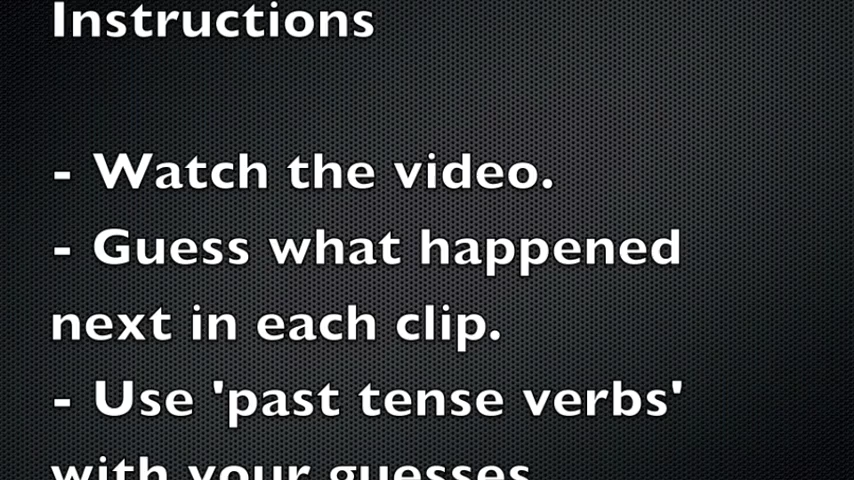 Instructions
- Watch the video.
- Guess what happened
next in each clip.
- Use 'past tense verbs'
with your guesses